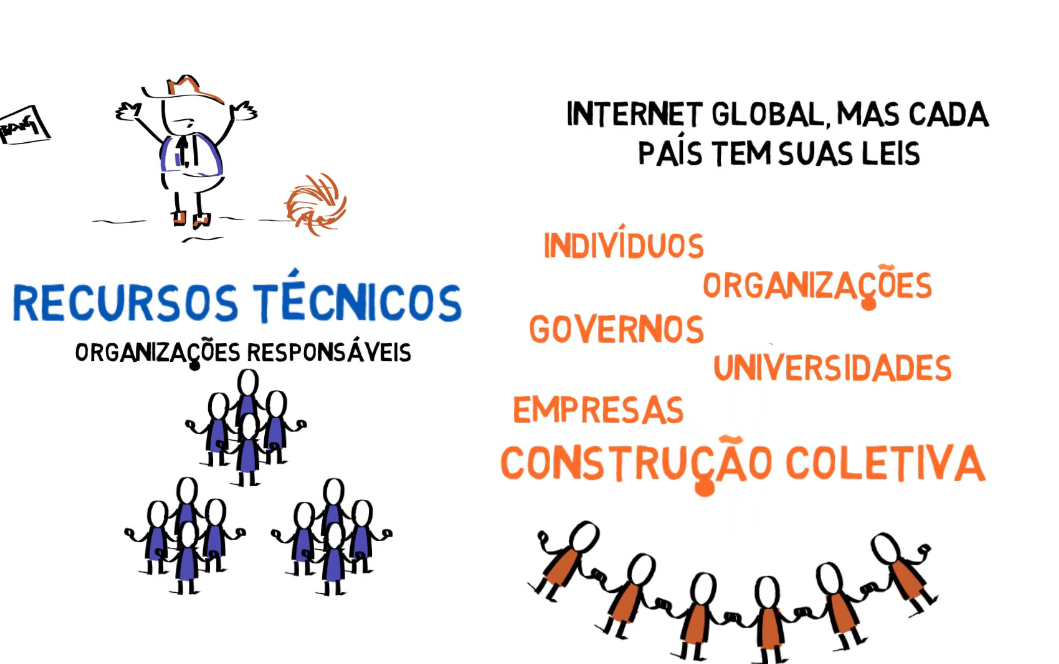 RECURSOS TÉCNICOS
ORGANIZAÇÕES RESPONSÁVEIS
INTERNET GLOBAL, MAS CADA
PAÍS TEM SUAS LEIS
INDIVÍDUOS
ORGANIZAÇÕES
GOVERNOS
UNIVERSIDADES
EMPRESAS
CONSTRUÇÃO COLETIVA